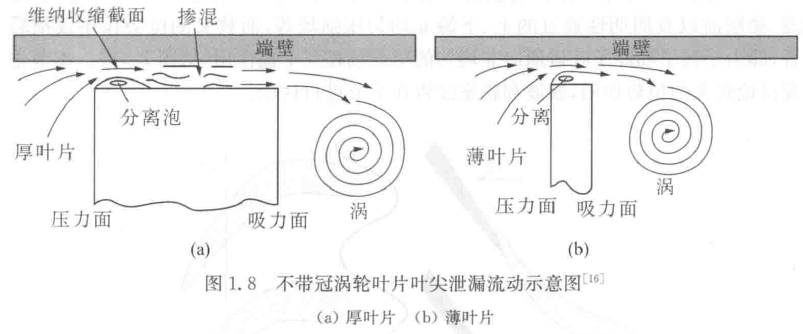 维纳收缩截面
掺混
端壁
分离泡
厚叶片
压力面
吸力面
涡
(a)
端壁
分离
薄叶片
压力面
吸力面
涡
(b)
图 1.8 不带冠涡轮叶片叶尖泄漏流动示意图[16]
(a) 厚叶片 (b) 薄叶片